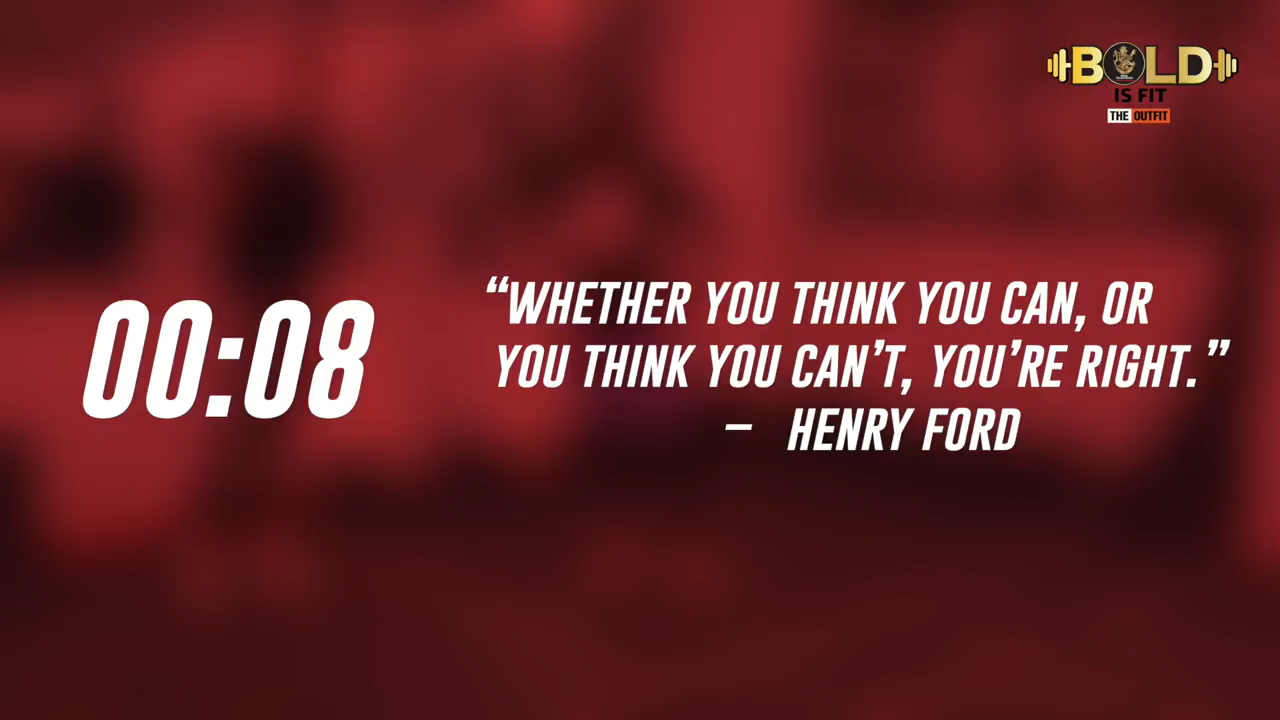 BOLD
IS FIT
THE OUTFIT
00:08
“WHETHER YOU THINK YOU CAN, OR
YOU THINK YOU CAN’T, YOU’RE RIGHT.”
– HENRY FORD